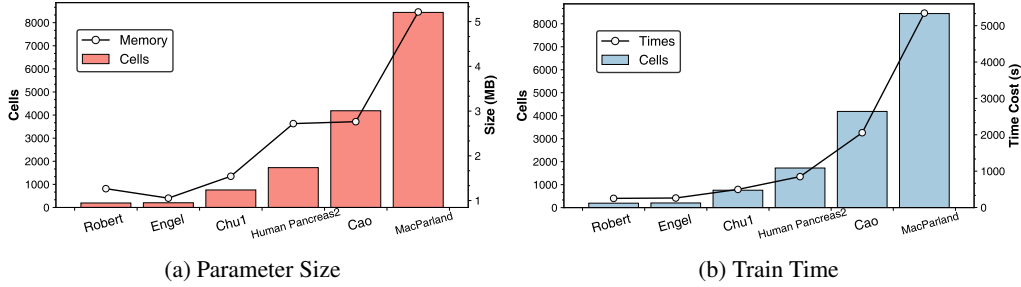 Memory
Cells
Cells
8000
7000
6000
5000
4000
3000
2000
1000
0
5
4
3
2
1
Size (MB)
Robert
Engel
Chu1
Human Pancreas2
Cao
MacParland
(a) Parameter Size
Times
Cells
Cells
8000
7000
6000
5000
4000
3000
2000
1000
0
5000
4000
3000
2000
1000
0
Time Cost (s)
Robert
Engel
Chu1
Human Pancreas2
Cao
MacParland
(b) Train Time